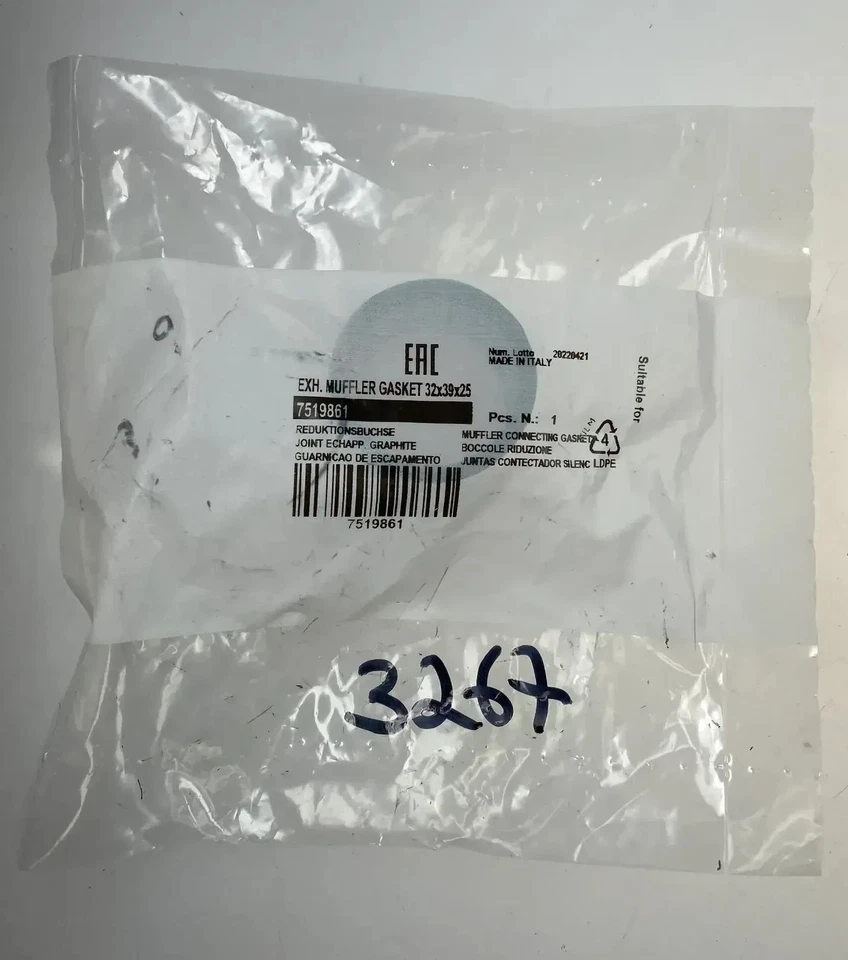 EAC
Num. Lotto 20220421
MADE IN ITALY
EXH. MUFFLER GASKET 32x39x25
7519861
Pcs. N.: 1
REDUKTIONSBUCHSE
JOINT ECHAPP. GRAPHITE
GUARNICAO DE ESCAPAMENTO
MUFFLER CONNECTING GASKET
BOCCOLE RIDUZIONE
JUNTAS CONTECTADOR SILENC
4
LDPE
Suitable for
7519861
3267